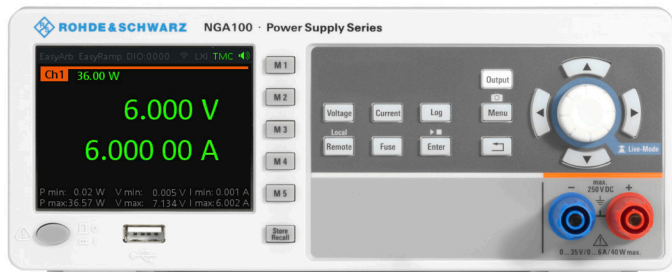 ROHDE&SCHWARZ NGA100 · Power Supply Series
EasyArb EasyRamp DIO:0000 LXI TMC
Ch1 36.00 W
6.000 V
6.000 00 A
P min: 0.02 W V min: 0.005 V I min: 0.001 A
P max:36.57 W V max: 7.134 V I max:6.002 A
M 1
M 2
M 3
M 4
M 5
Store
Recall
Output
Voltage Current Log Menu
Local
Remote Fuse Enter
Live-Mode
max.
250 V DC
− +
0...35V/0...6A/40W max.